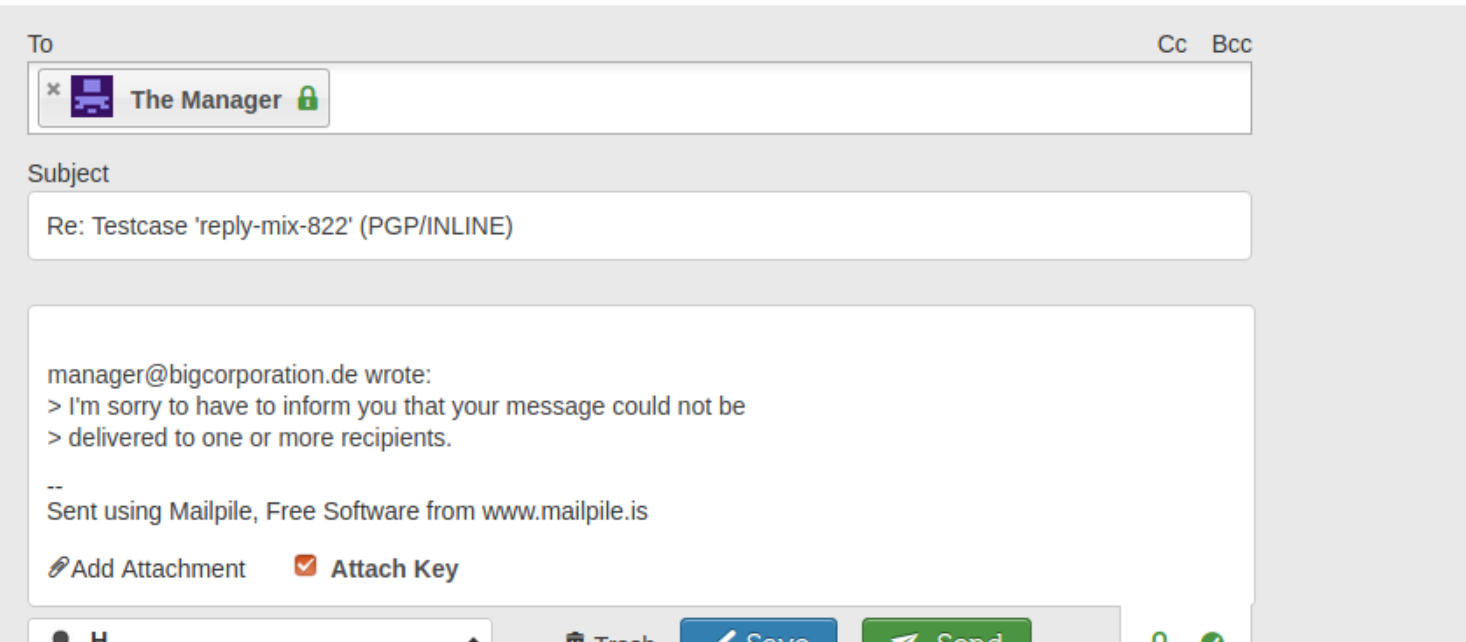 To Cc Bcc
The Manager
Subject
Re: Testcase 'reply-mix-822' (PGP/INLINE)
manager@bigcorporation.de wrote:
> I'm sorry to have to inform you that your message could not be
> delivered to one or more recipients.
--
Sent using Mailpile, Free Software from www.mailpile.is
Add Attachment Attach Key
H Trash Save Send